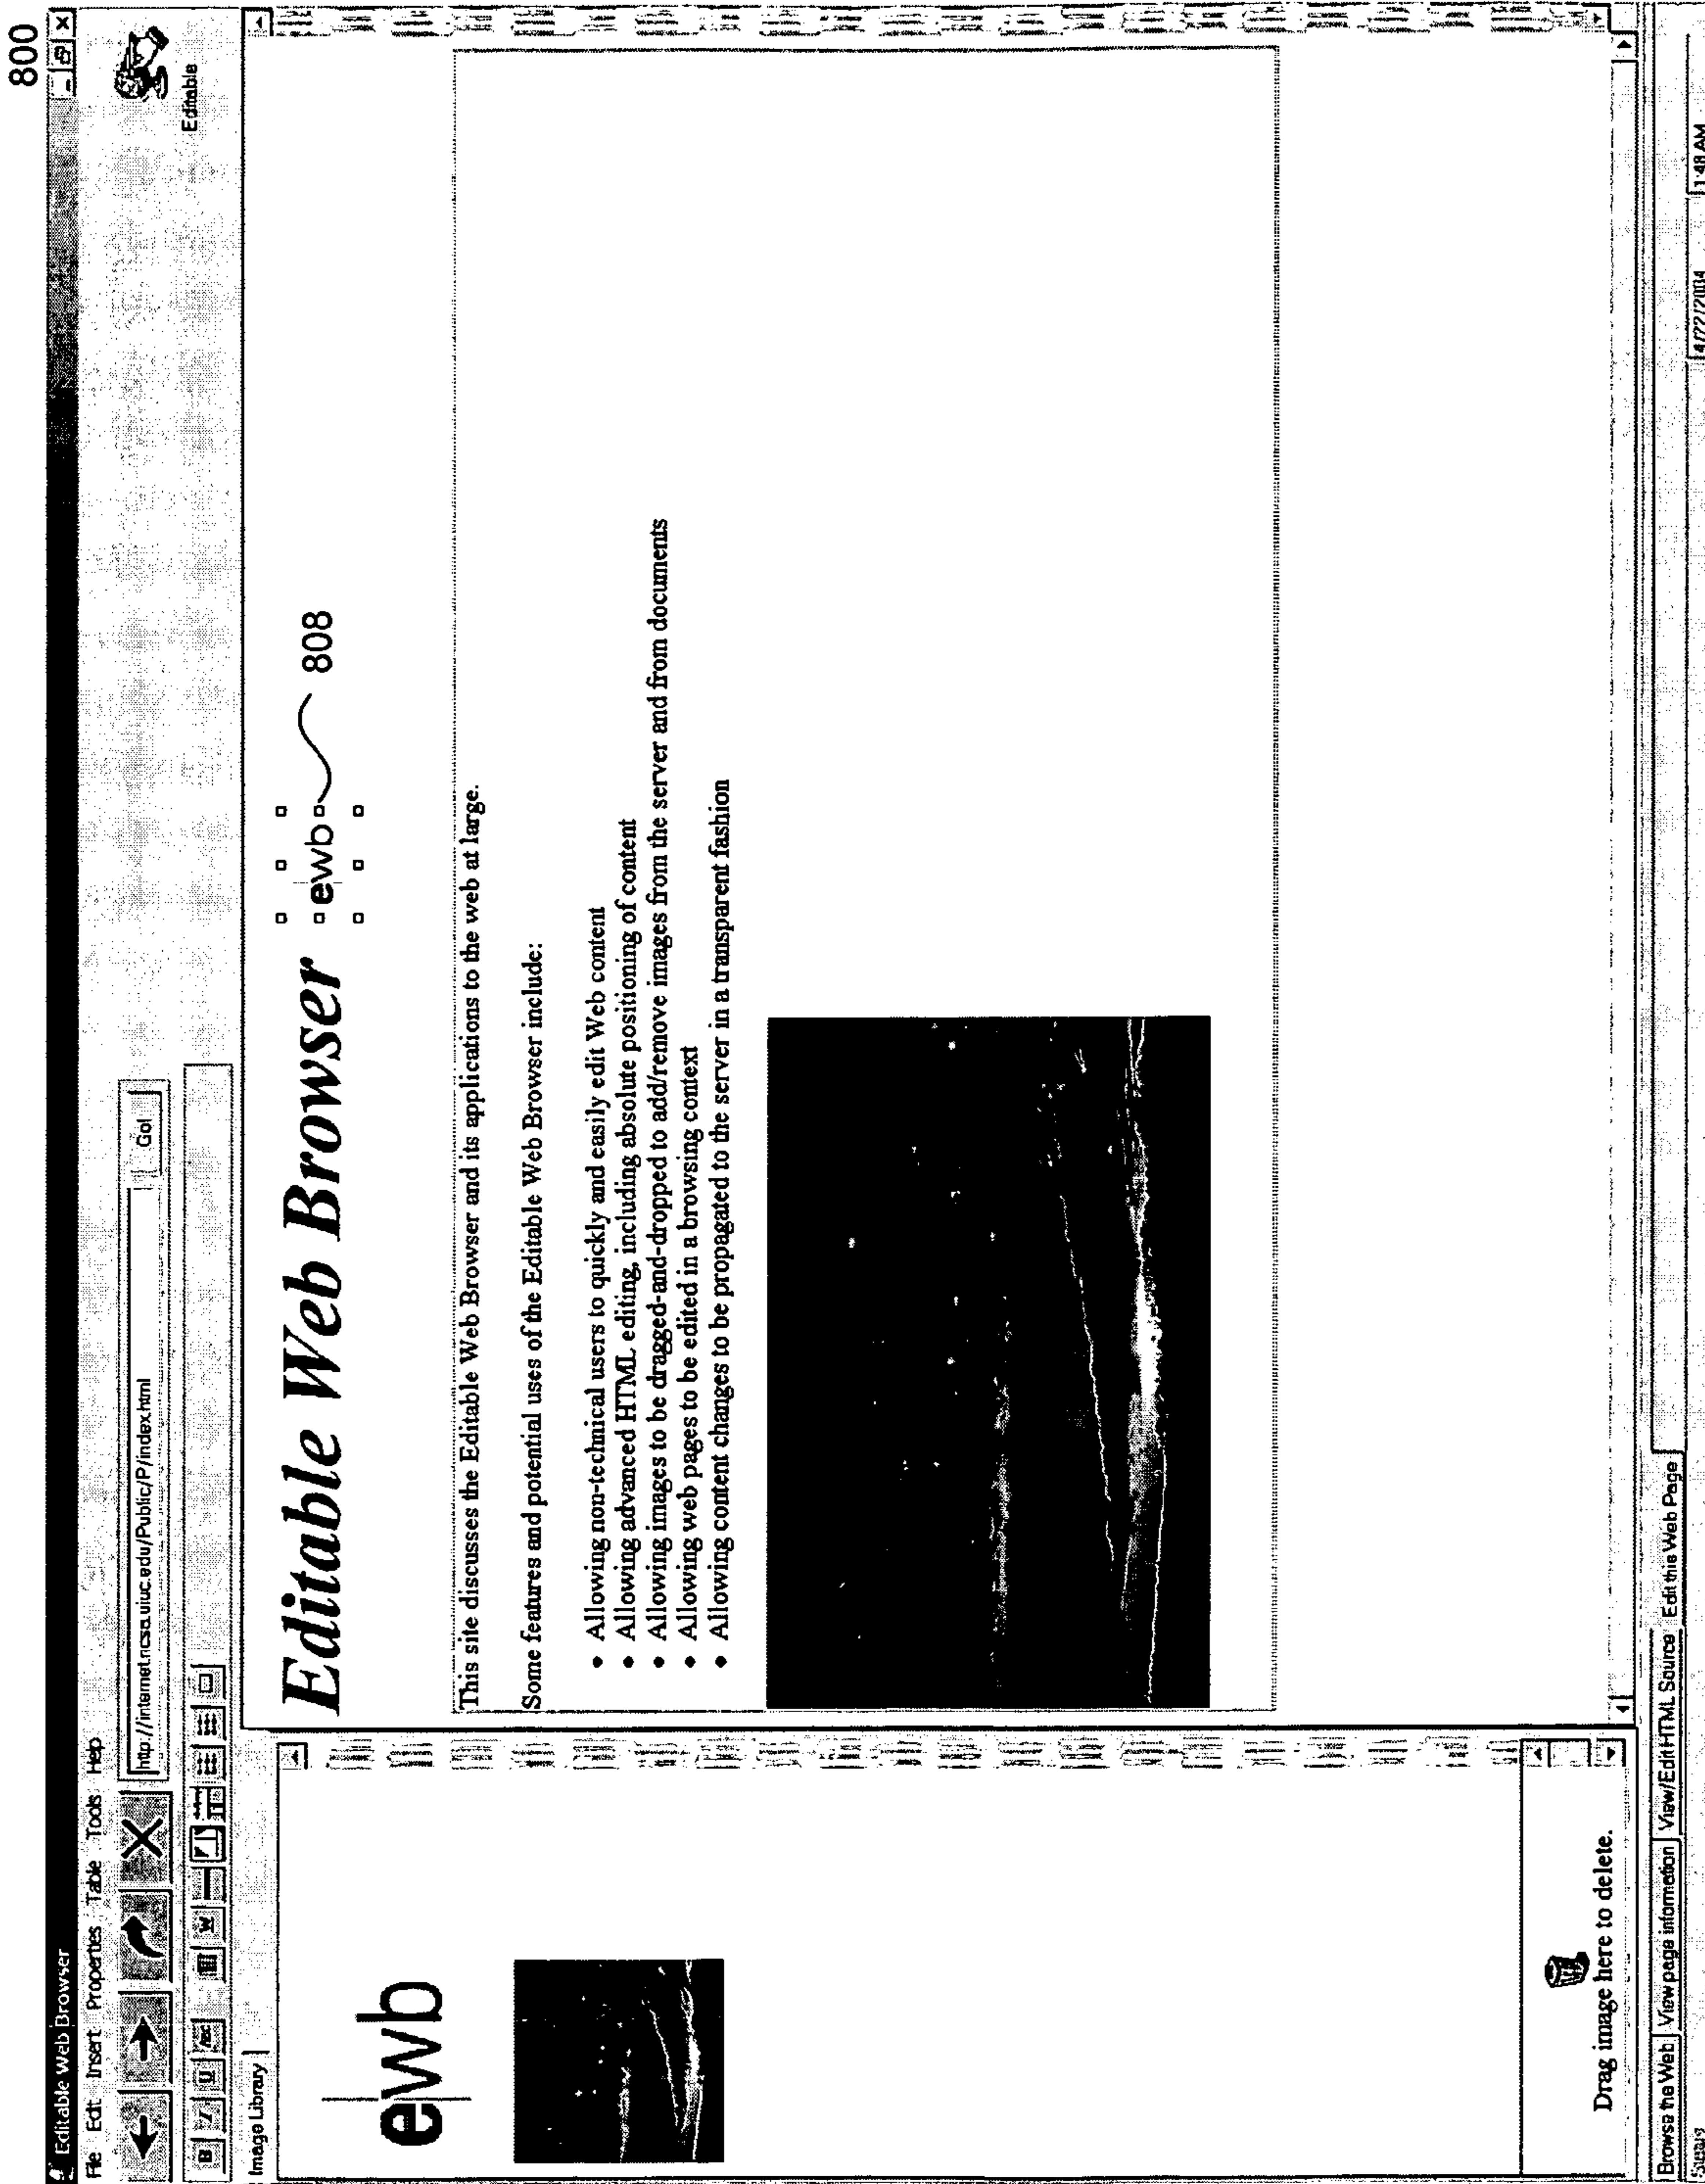 800
Editable Web Browser
File Edit Insert Properties Table Tools Help
http://internet.ncsa.uiuc.edu/Public/P/index.html Go!
B I U W
Editable
Image Library
ewb
Drag image here to delete.
Editable Web Browser ewb 808
This site discusses the Editable Web Browser and its applications to the web at large.
Some features and potential uses of the Editable Web Browser include:
• Allowing non-technical users to quickly and easily edit Web content
• Allowing advanced HTML editing, including absolute positioning of content
• Allowing images to be dragged-and-dropped to add/remove images from the server and from documents
• Allowing web pages to be edited in a browsing context
• Allowing content changes to be propagated to the server in a transparent fashion
Browse the Web View page information View/Edit HTML Source Edit this Web Page
4/22/2004 1:48 AM